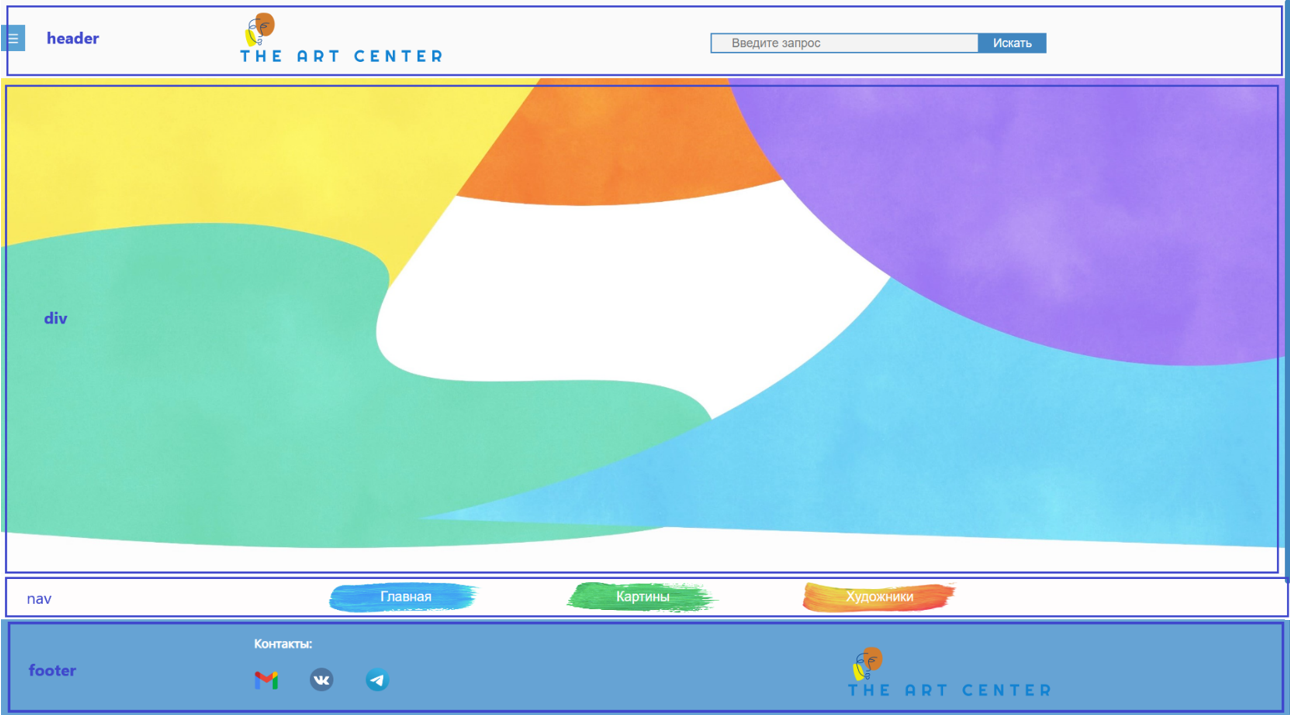 header
THE ART CENTER
Введите запрос
Искать
div
nav
Главная
Картины
Художники
footer
Контакты:
THE ART CENTER